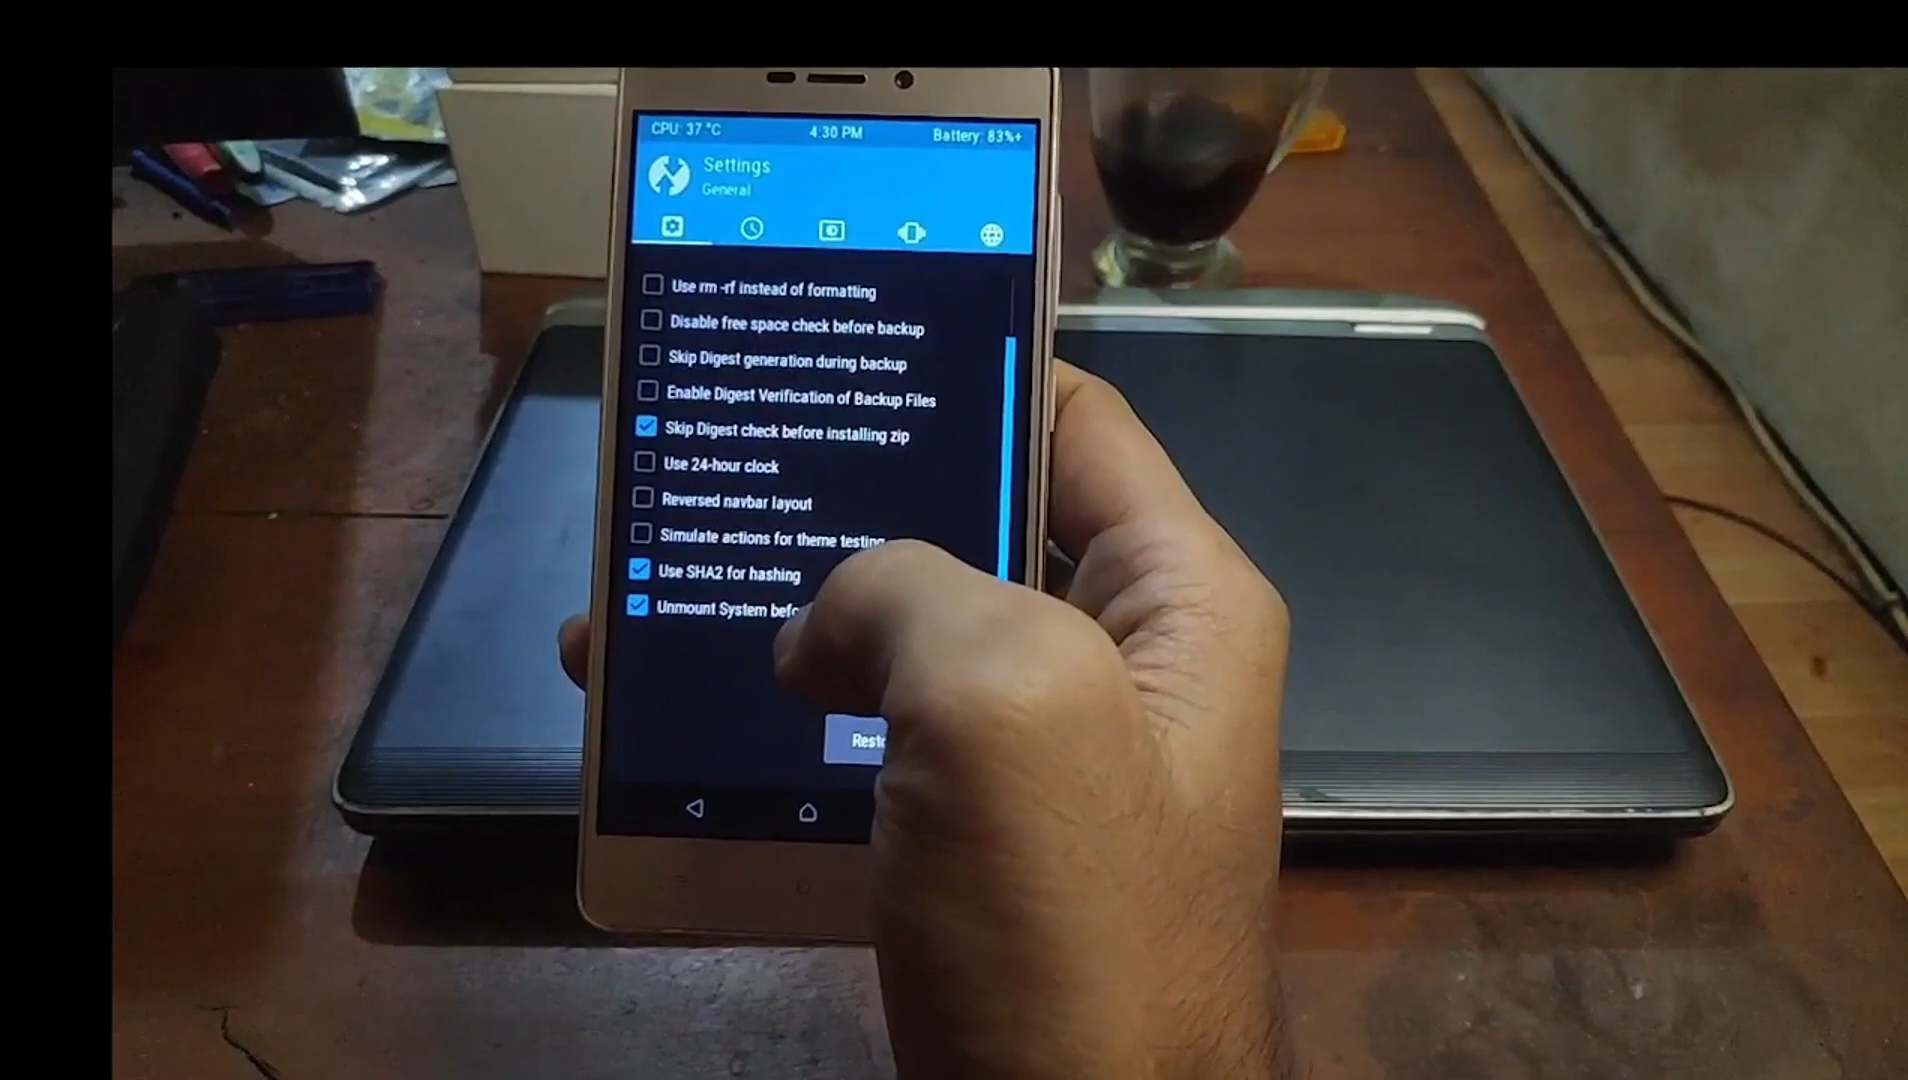 CPU: 37 °C 4:30 PM Battery: 83%+
Settings
General
Use rm -rf instead of formatting
Disable free space check before backup
Skip Digest generation during backup
Enable Digest Verification of Backup Files
Skip Digest check before installing zip
Use 24-hour clock
Reversed navbar layout
Simulate actions for theme testing
Use SHA2 for hashing
Unmount System